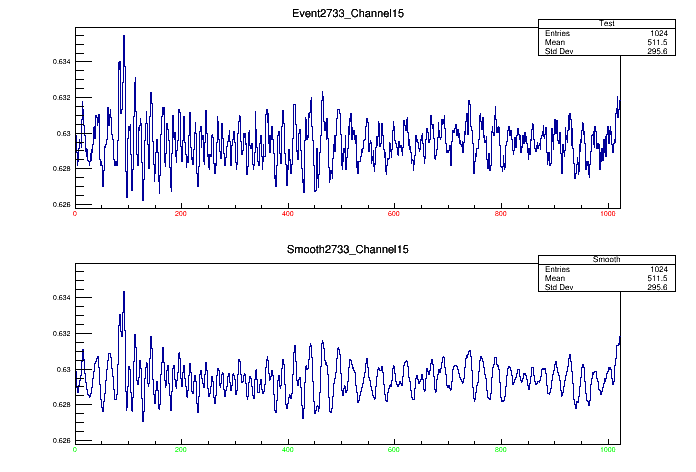 Event2733_Channel15
Test
Entries 1024
Mean 511.5
Std Dev 295.6
0.634
0.632
0.63
0.628
0.626
0 200 400 600 800 1000
Smooth2733_Channel15
Smooth
Entries 1024
Mean 511.5
Std Dev 295.6
0.634
0.632
0.63
0.628
0.626
0 200 400 600 800 1000